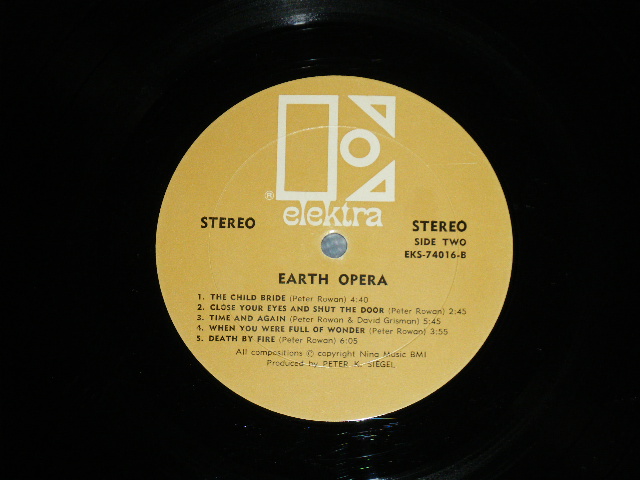 ® elektra
STEREO STEREO
SIDE TWO
EKS-74016-B
EARTH OPERA
1. THE CHILD BRIDE (Peter Rowan) 4:40
2. CLOSE YOUR EYES AND SHUT THE DOOR (Peter Rowan) 2:45
3. TIME AND AGAIN (Peter Rowan & David Grisman) 5:45
4. WHEN YOU WERE FULL OF WONDER (Peter Rowan) 3:55
5. DEATH BY FIRE (Peter Rowan) 6:05
All compositions © copyright Nina Music BMI
Produced by PETER K. SIEGEL